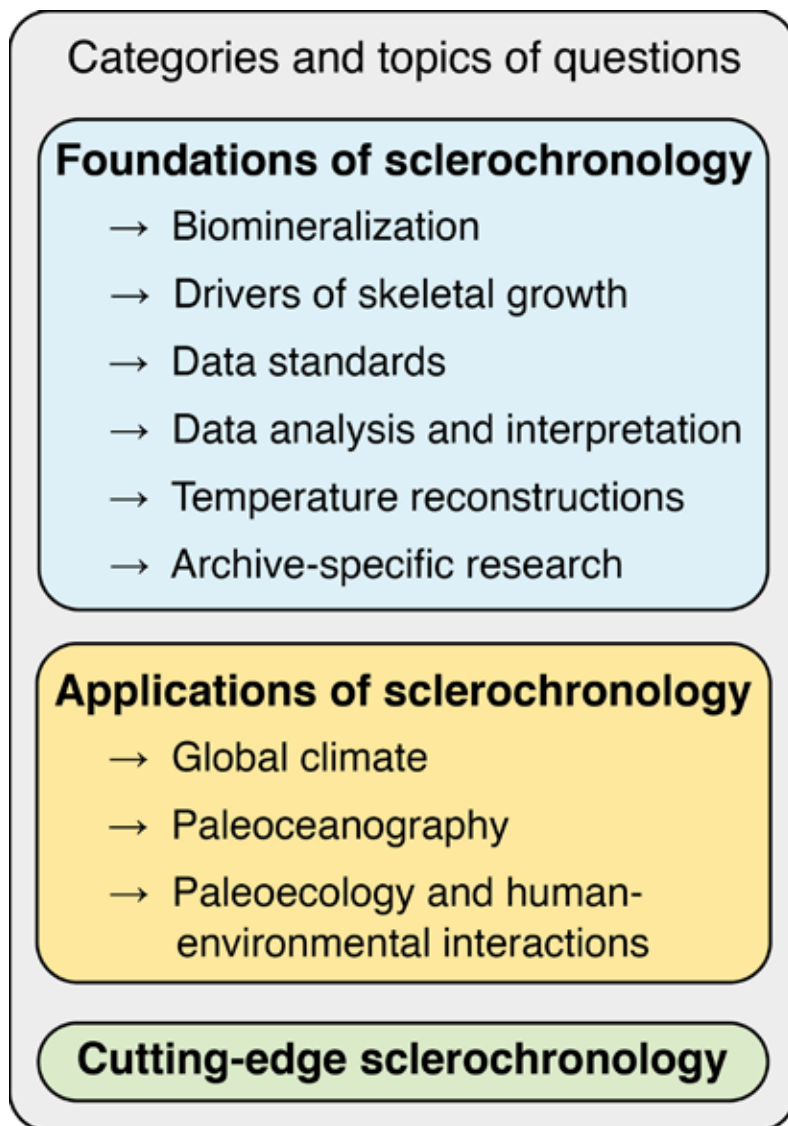 Categories and topics of questions
Foundations of sclerochronology
→ Biomineralization
→ Drivers of skeletal growth
→ Data standards
→ Data analysis and interpretation
→ Temperature reconstructions
→ Archive-specific research
Applications of sclerochronology
→ Global climate
→ Paleoceanography
→ Paleoecology and human-
environmental interactions
Cutting-edge sclerochronology